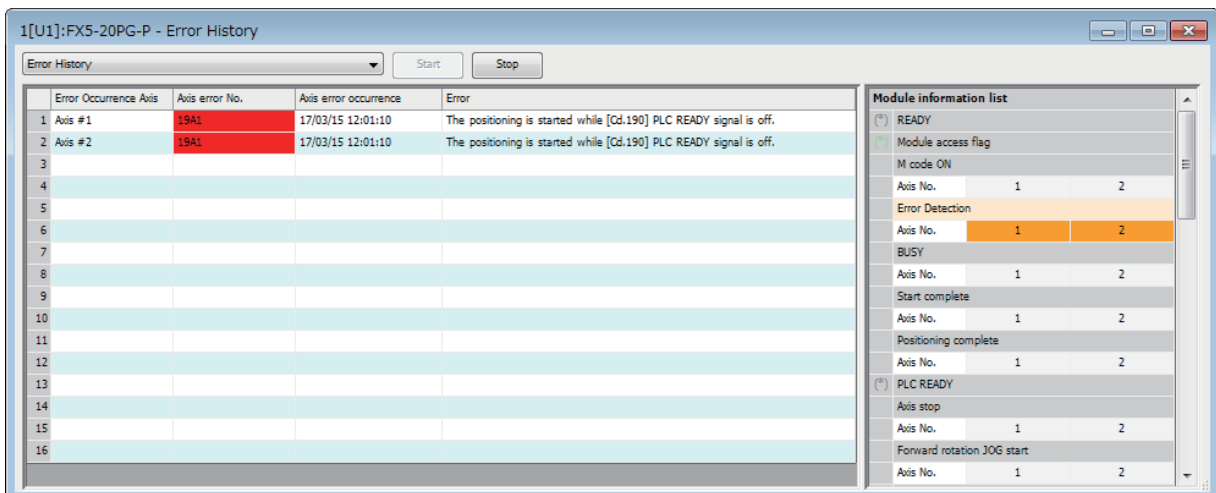 1[U1]:FX5-20PG-P - Error History
Error History Start Stop
Error Occurrence Axis Axis error No. Axis error occurrence Error
1 Axis #1 19A1 17/03/15 12:01:10 The positioning is started while [Cd.190] PLC READY signal is off.
2 Axis #2 19A1 17/03/15 12:01:10 The positioning is started while [Cd.190] PLC READY signal is off.
3
4
5
6
7
8
9
10
11
12
13
14
15
16
Module information list
(*) READY
(*) Module access flag
M code ON
Axis No. 1 2
Error Detection
Axis No. 1 2
BUSY
Axis No. 1 2
Start complete
Axis No. 1 2
Positioning complete
Axis No. 1 2
(*) PLC READY
Axis stop
Axis No. 1 2
Forward rotation JOG start
Axis No. 1 2